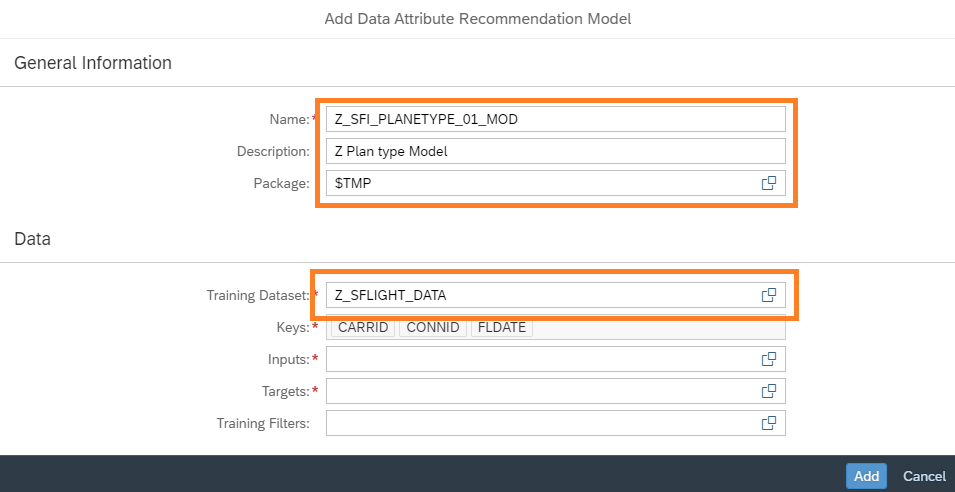 Add Data Attribute Recommendation Model
General Information
Name:* Z_SFI_PLANETYPE_01_MOD
Description: Z Plan type Model
Package: $TMP
Data
Training Dataset:* Z_SFLIGHT_DATA
Keys:* CARRID CONNID FLDATE
Inputs:*
Targets:*
Training Filters:
Add Cancel